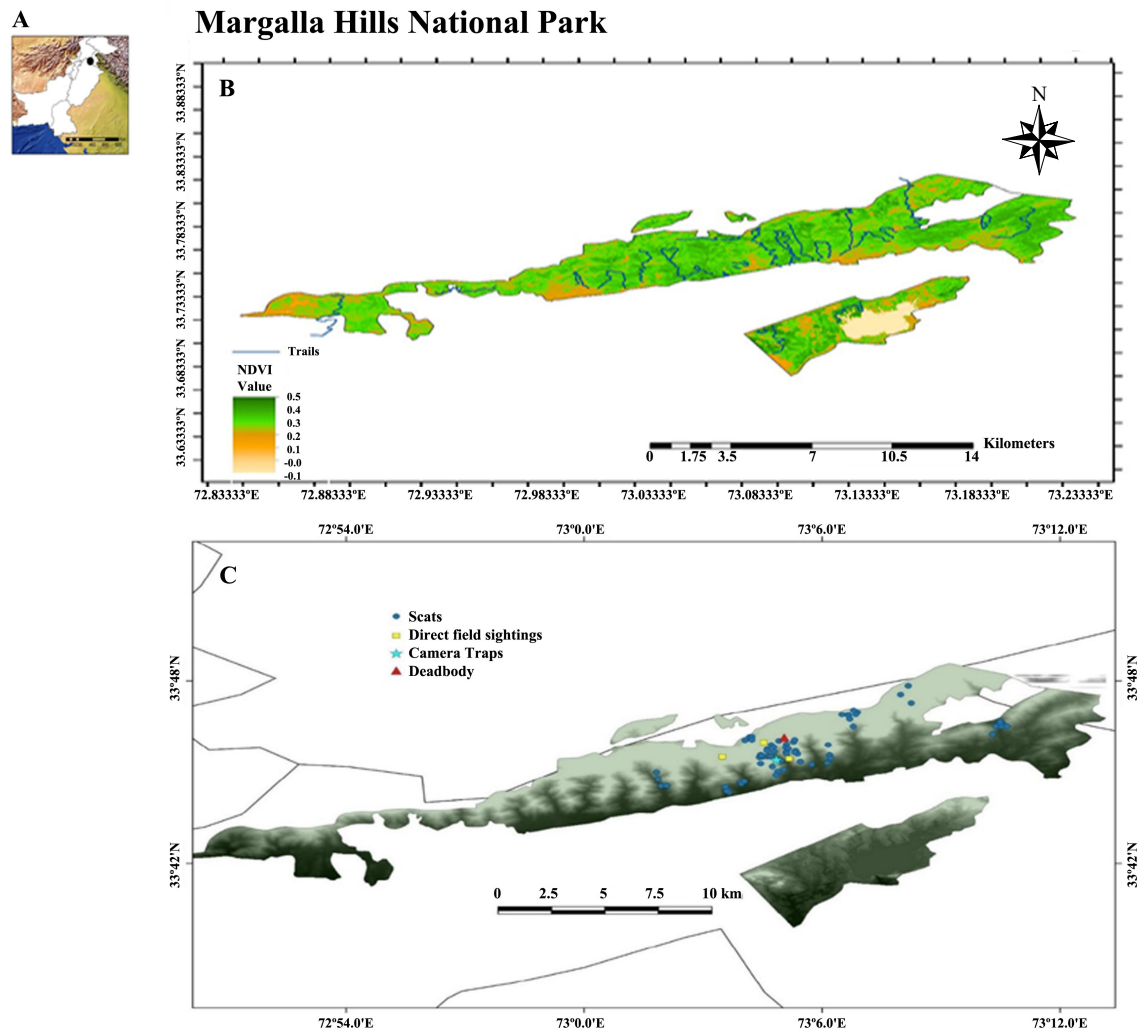 A
Margalla Hills National Park
B
N
33.88333°N
33.83333°N
33.78333°N
33.73333°N
33.68333°N
33.63333°N
Trails
NDVI
Value
0.5
0.4
0.3
0.2
0.1
-0.0
-0.1
Kilometers
0 1.75 3.5 7 10.5 14
72.83333°E 72.88333°E 72.93333°E 72.98333°E 73.03333°E 73.08333°E 73.13333°E 73.18333°E 73.23333°E
72°54.0'E 73°0.0'E 73°6.0'E 73°12.0'E
C
Scats
Direct field sightings
Camera Traps
Deadbody
33°48'N 33°48'N
33°42'N 33°42'N
0 2.5 5 7.5 10 km
72°54.0'E 73°0.0'E 73°6.0'E 73°12.0'E